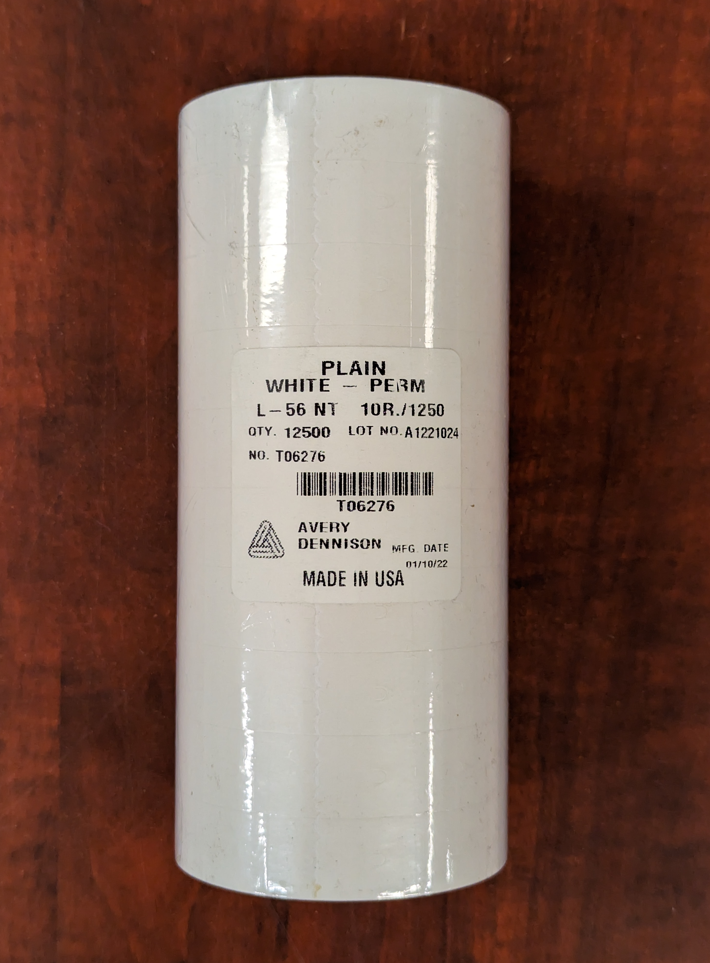 PLAIN
WHITE – PERM
L–56 NT 10R./1250
QTY. 12500 LOT NO. A1221024
NO. T06276
T06276
AVERY
DENNISON MFG. DATE
01/10/22
MADE IN USA